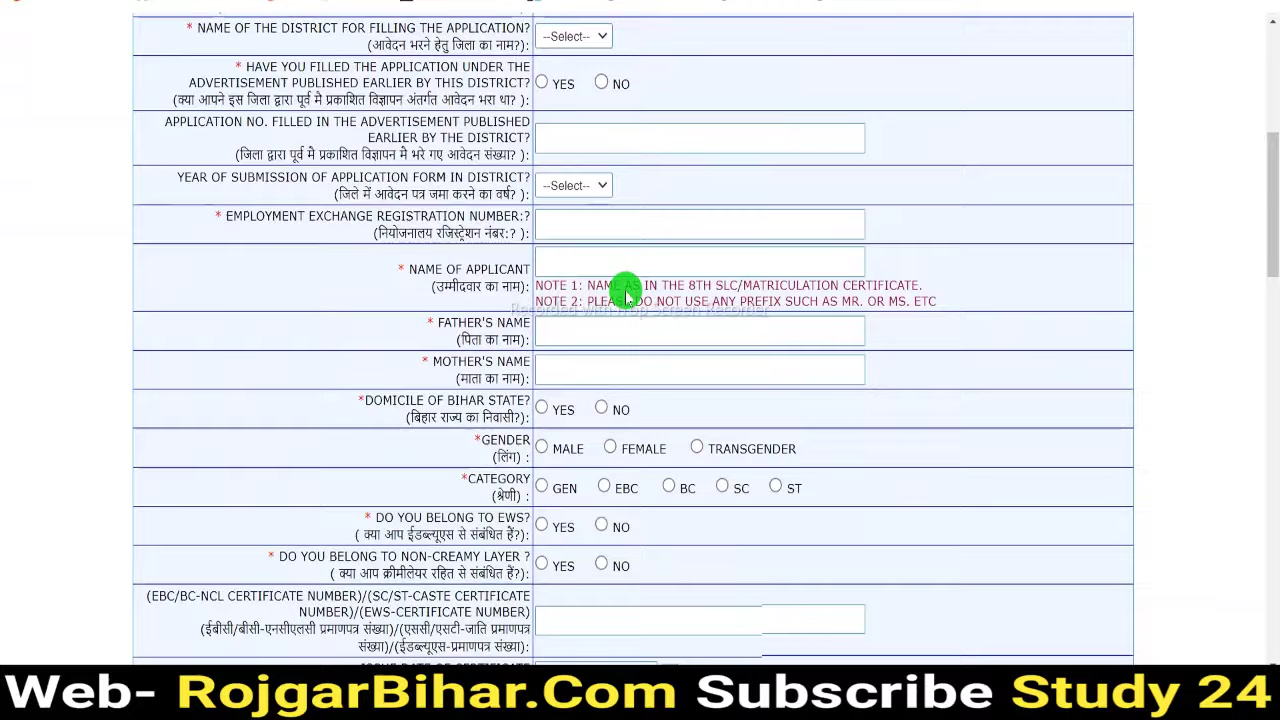 * NAME OF THE DISTRICT FOR FILLING THE APPLICATION?
(आवेदन भरने हेतु जिला का नाम?):
--Select--
* HAVE YOU FILLED THE APPLICATION UNDER THE
ADVERTISEMENT PUBLISHED EARLIER BY THIS DISTRICT?
(क्या आपने इस जिला द्वारा पूर्व मै प्रकाशित विज्ञापन अंतर्गत आवेदन भरा था? ):
YES NO
APPLICATION NO. FILLED IN THE ADVERTISEMENT PUBLISHED
EARLIER BY THE DISTRICT?
(जिला द्वारा पूर्व मै प्रकाशित विज्ञापन मै भरे गए आवेदन संख्या? ):
YEAR OF SUBMISSION OF APPLICATION FORM IN DISTRICT?
(जिले में आवेदन पत्र जमा करने का वर्ष? ):
--Select--
* EMPLOYMENT EXCHANGE REGISTRATION NUMBER:?
(नियोजनालय रजिस्ट्रेशन नंबर:? ):
* NAME OF APPLICANT
(उम्मीदवार का नाम):
NOTE 1: NAME AS IN THE 8TH SLC/MATRICULATION CERTIFICATE.
NOTE 2: PLEASE DO NOT USE ANY PREFIX SUCH AS MR. OR MS. ETC
Recorded with iTop Screen Recorder
* FATHER'S NAME
(पिता का नाम):
* MOTHER'S NAME
(माता का नाम):
*DOMICILE OF BIHAR STATE?
(बिहार राज्य का निवासी?):
YES NO
*GENDER
(लिंग) :
MALE FEMALE TRANSGENDER
*CATEGORY
(श्रेणी) :
GEN EBC BC SC ST
* DO YOU BELONG TO EWS?
( क्या आप ईडब्ल्यूएस से संबंधित हैं?):
YES NO
* DO YOU BELONG TO NON-CREAMY LAYER ?
( क्या आप क्रीमीलेयर रहित से संबंधित हैं?):
YES NO
(EBC/BC-NCL CERTIFICATE NUMBER)/(SC/ST-CASTE CERTIFICATE
NUMBER)/(EWS-CERTIFICATE NUMBER)
(ईबीसी/बीसी-एनसीएलसी प्रमाणपत्र संख्या)/(एससी/एसटी-जाति प्रमाणपत्र
संख्या)/(ईडब्ल्यूएस-प्रमाणपत्र संख्या):
Web- RojgarBihar.Com Subscribe Study 24